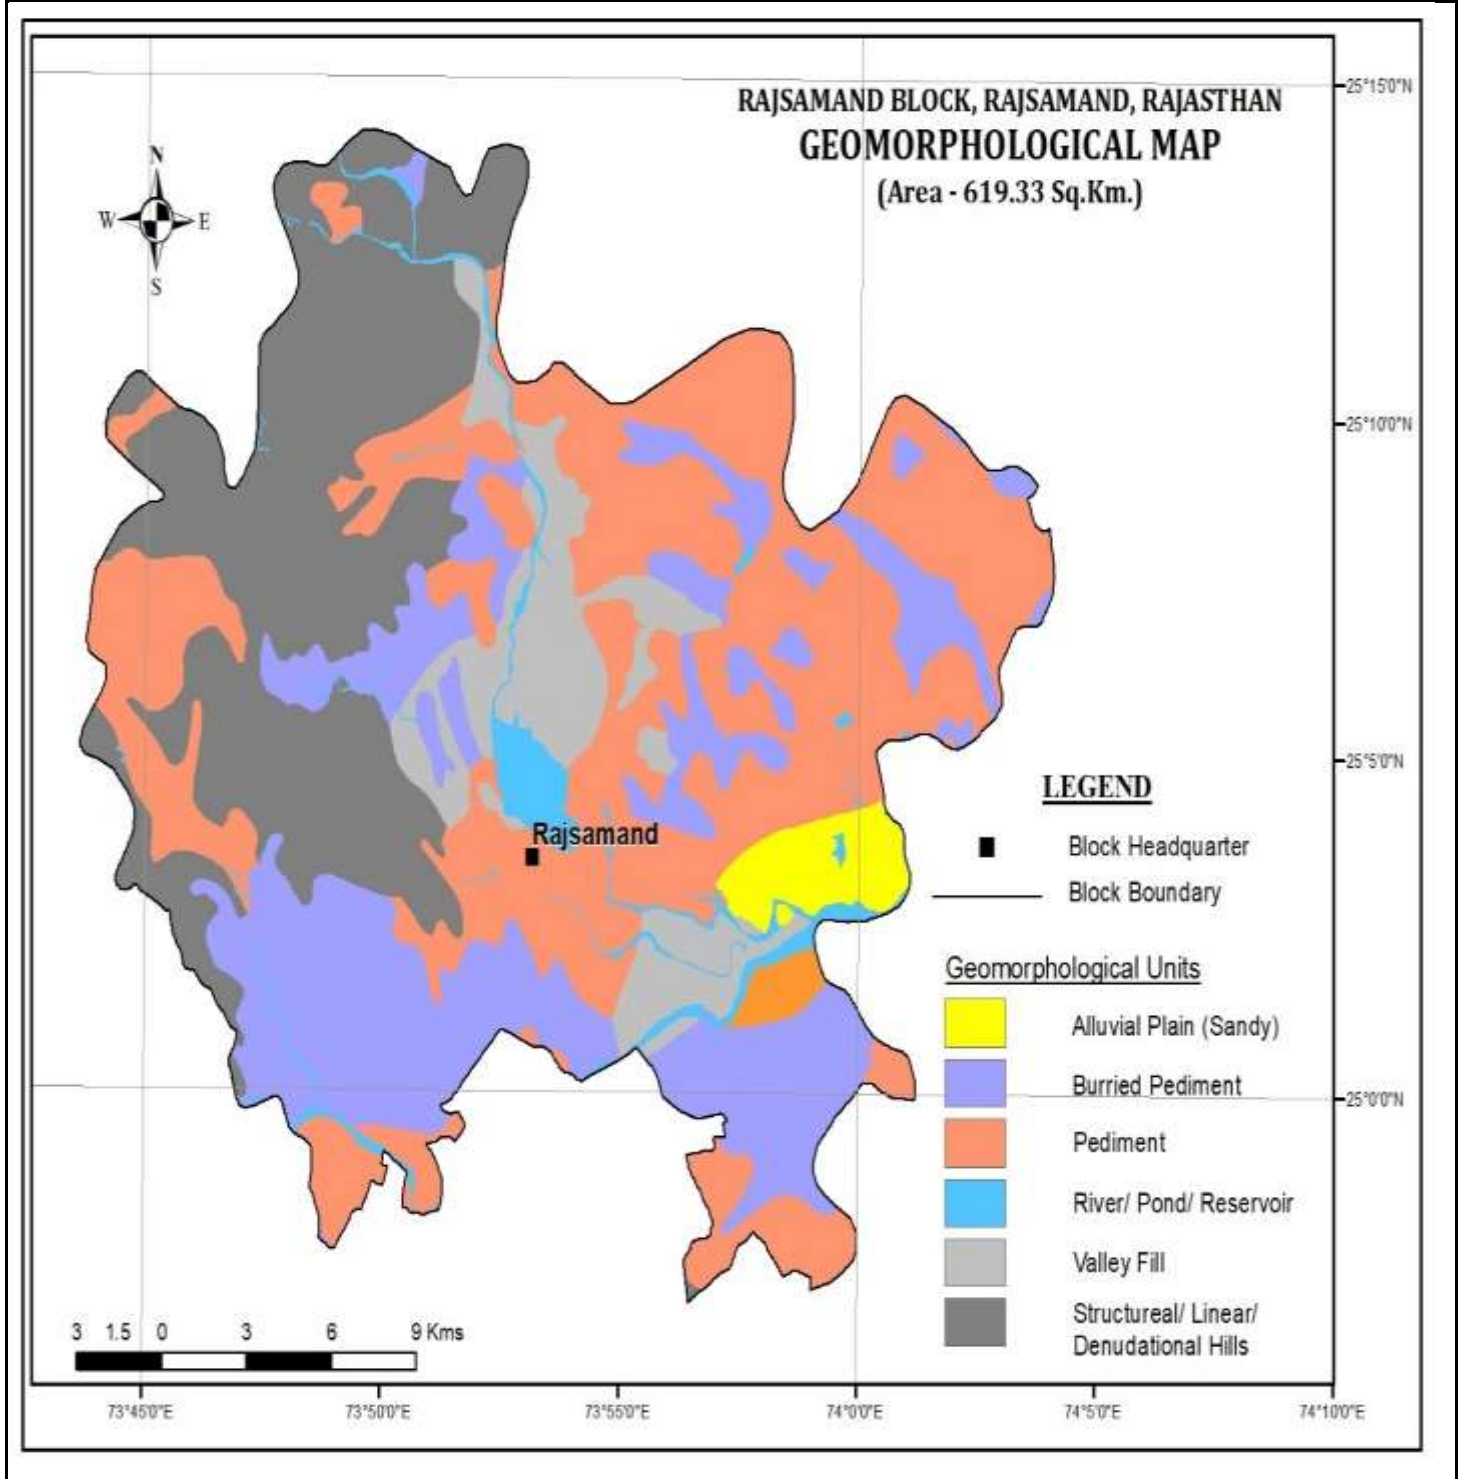 RAJSAMAND BLOCK, RAJSAMAND, RAJASTHAN
GEOMORPHOLOGICAL MAP
(Area - 619.33 Sq.Km.)
N
W E
S
25°15'0"N
25°10'0"N
25°5'0"N
25°0'0"N
Rajsamand
LEGEND
Block Headquarter
Block Boundary
Geomorphological Units
Alluvial Plain (Sandy)
Burried Pediment
Pediment
River/ Pond/ Reservoir
Valley Fill
Structureal/ Linear/
Denudational Hills
3 1.5 0 3 6 9 Kms
73°45'0"E 73°50'0"E 73°55'0"E 74°0'0"E 74°5'0"E 74°10'0"E